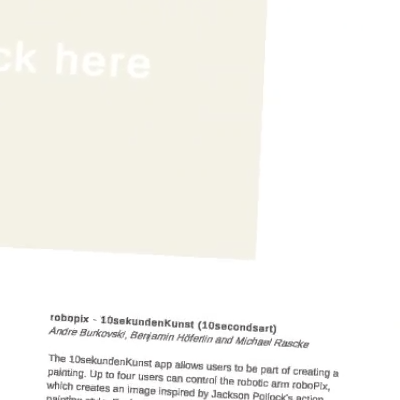 ck here
robopix - 10sekundenKunst (10secondsart)
Andre Burkovski, Benjamin Höferlin and Michael Rascke
The 10sekundenKunst app allows users to be part of creating a
painting. Up to four users can control the robotic arm roboPix,
which creates an image inspired by Jackson Pollock's action
painting